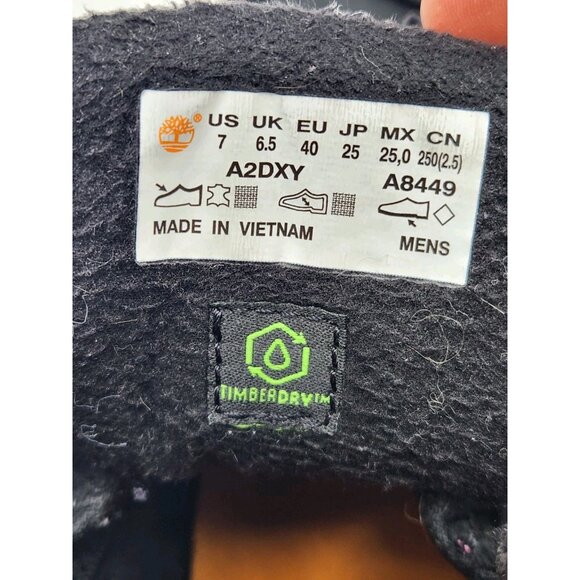 ® US UK EU JP MX CN
7 6.5 40 25 25,0 250(2.5)
A2DXY A8449
MADE IN VIETNAM MENS
TIMBERDRY™